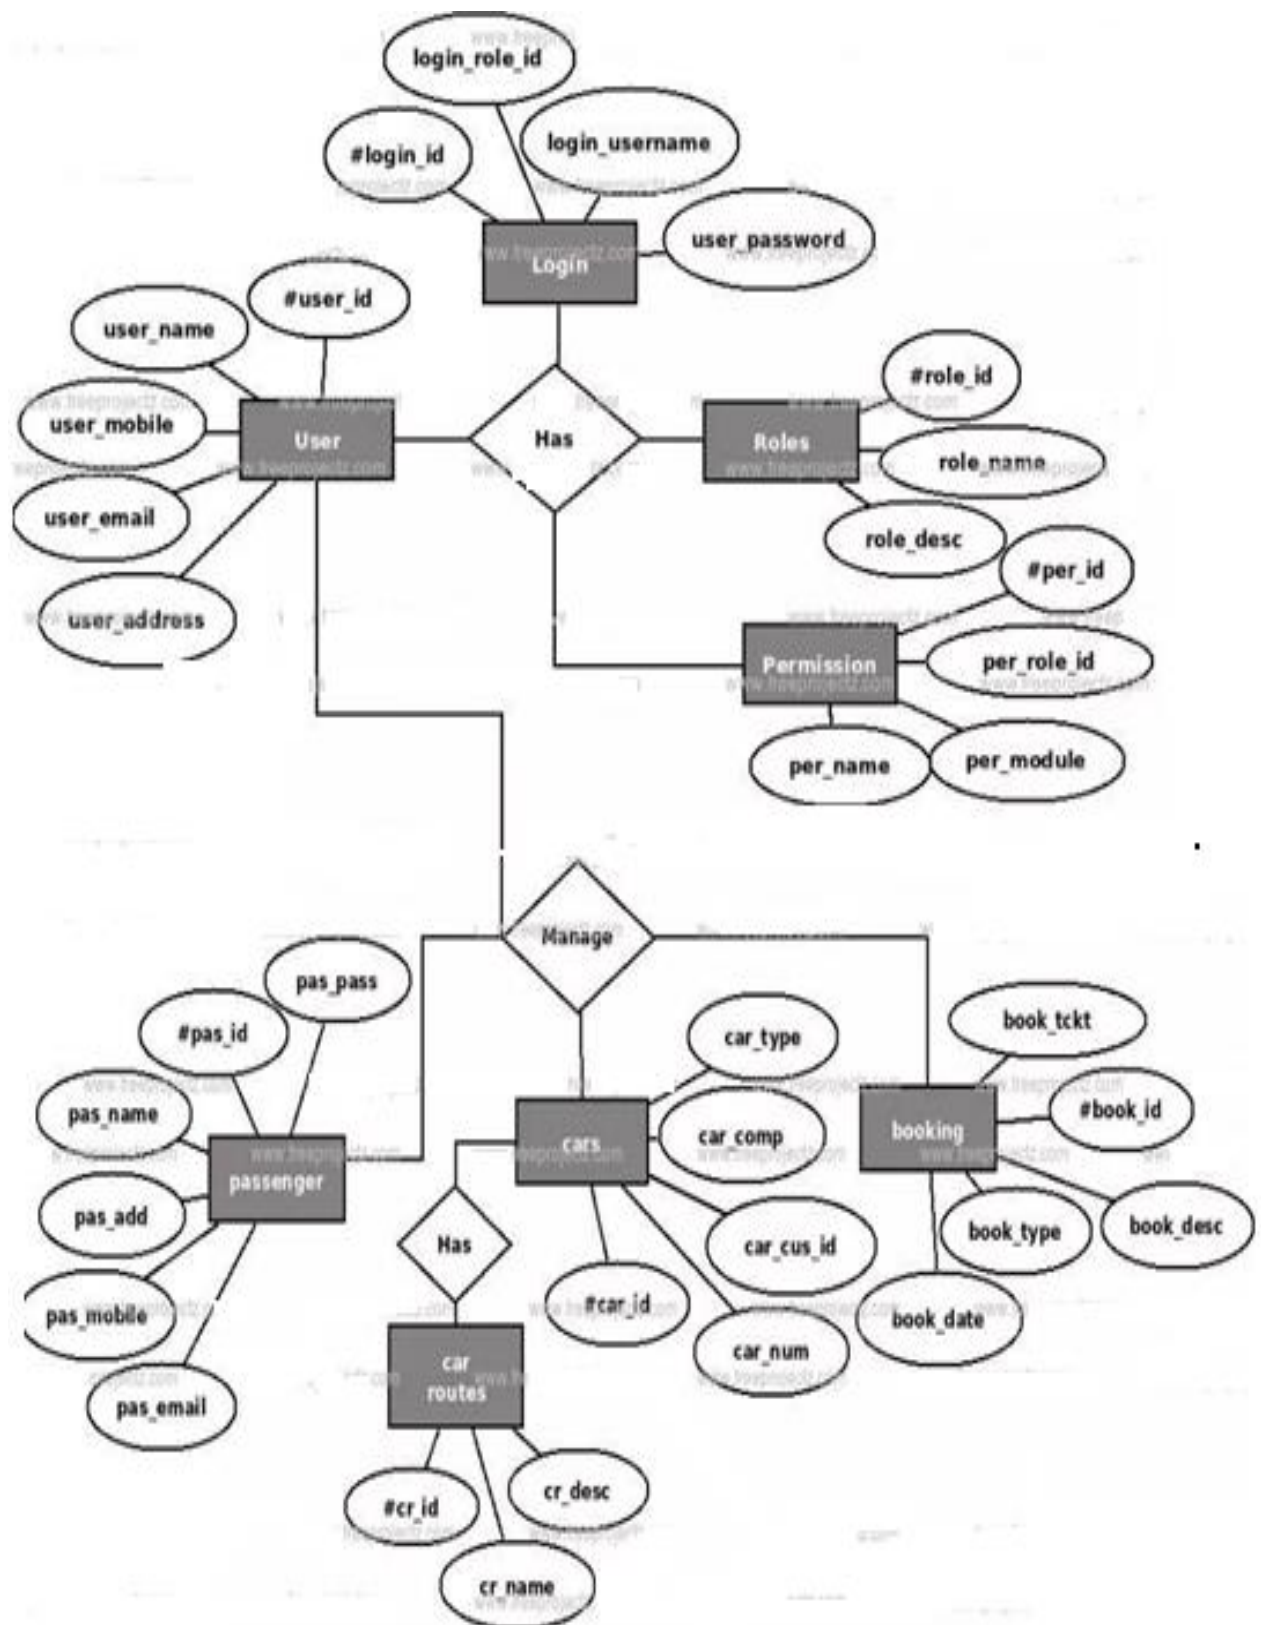 login_role_id
login_username
#login_id
user_password
Login
#user_id
user_name
#role_id
user_mobile
User
Has
Roles
role_name
user_email
role_desc
#per_id
user_address
Permission
per_role_id
per_name
per_module
Manage
pas_pass
#pas_id
car_type
book_tckt
pas_name
car_comp
#book_id
cars
booking
passenger
pas_add
Has
car_cus_id
book_type
book_desc
pas_mobile
#car_id
book_date
car_num
car
routes
pas_email
#cr_id
cr_desc
cr_name